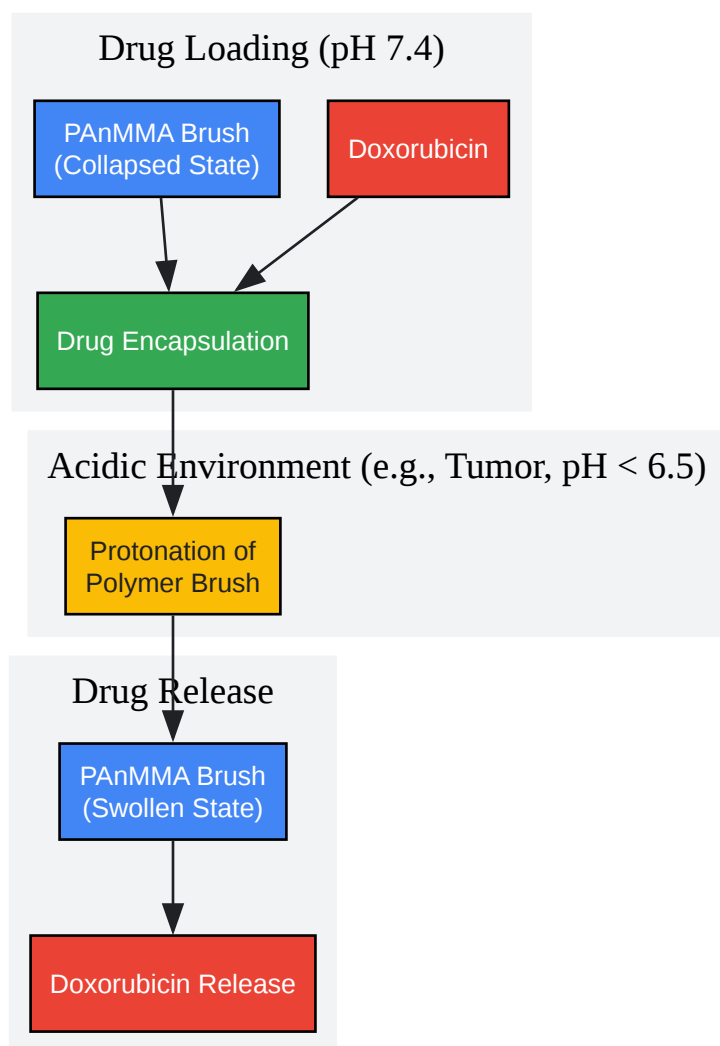 Drug Loading (pH 7.4)
PAnMMA Brush
(Collapsed State)
Doxorubicin
Drug Encapsulation
Acidic Environment (e.g., Tumor, pH < 6.5)
Protonation of
Polymer Brush
Drug Release
PAnMMA Brush
(Swollen State)
Doxorubicin Release